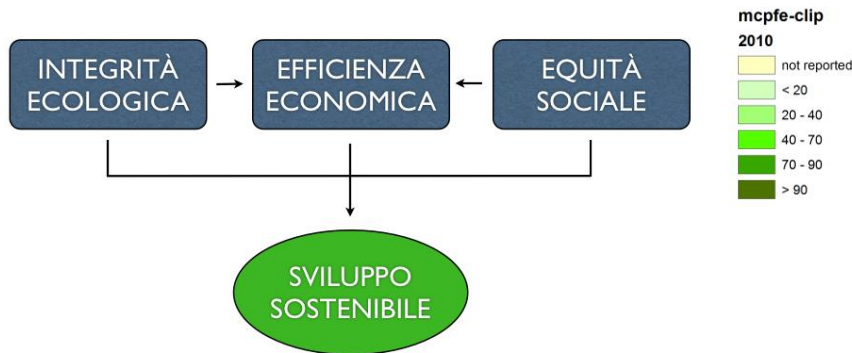 INTEGRITÀ
ECOLOGICA
EFFICIENZA
ECONOMICA
EQUITÀ
SOCIALE
SVILUPPO
SOSTENIBILE
mcpfe-clip
2010
not reported
< 20
20 - 40
40 - 70
70 - 90
> 90